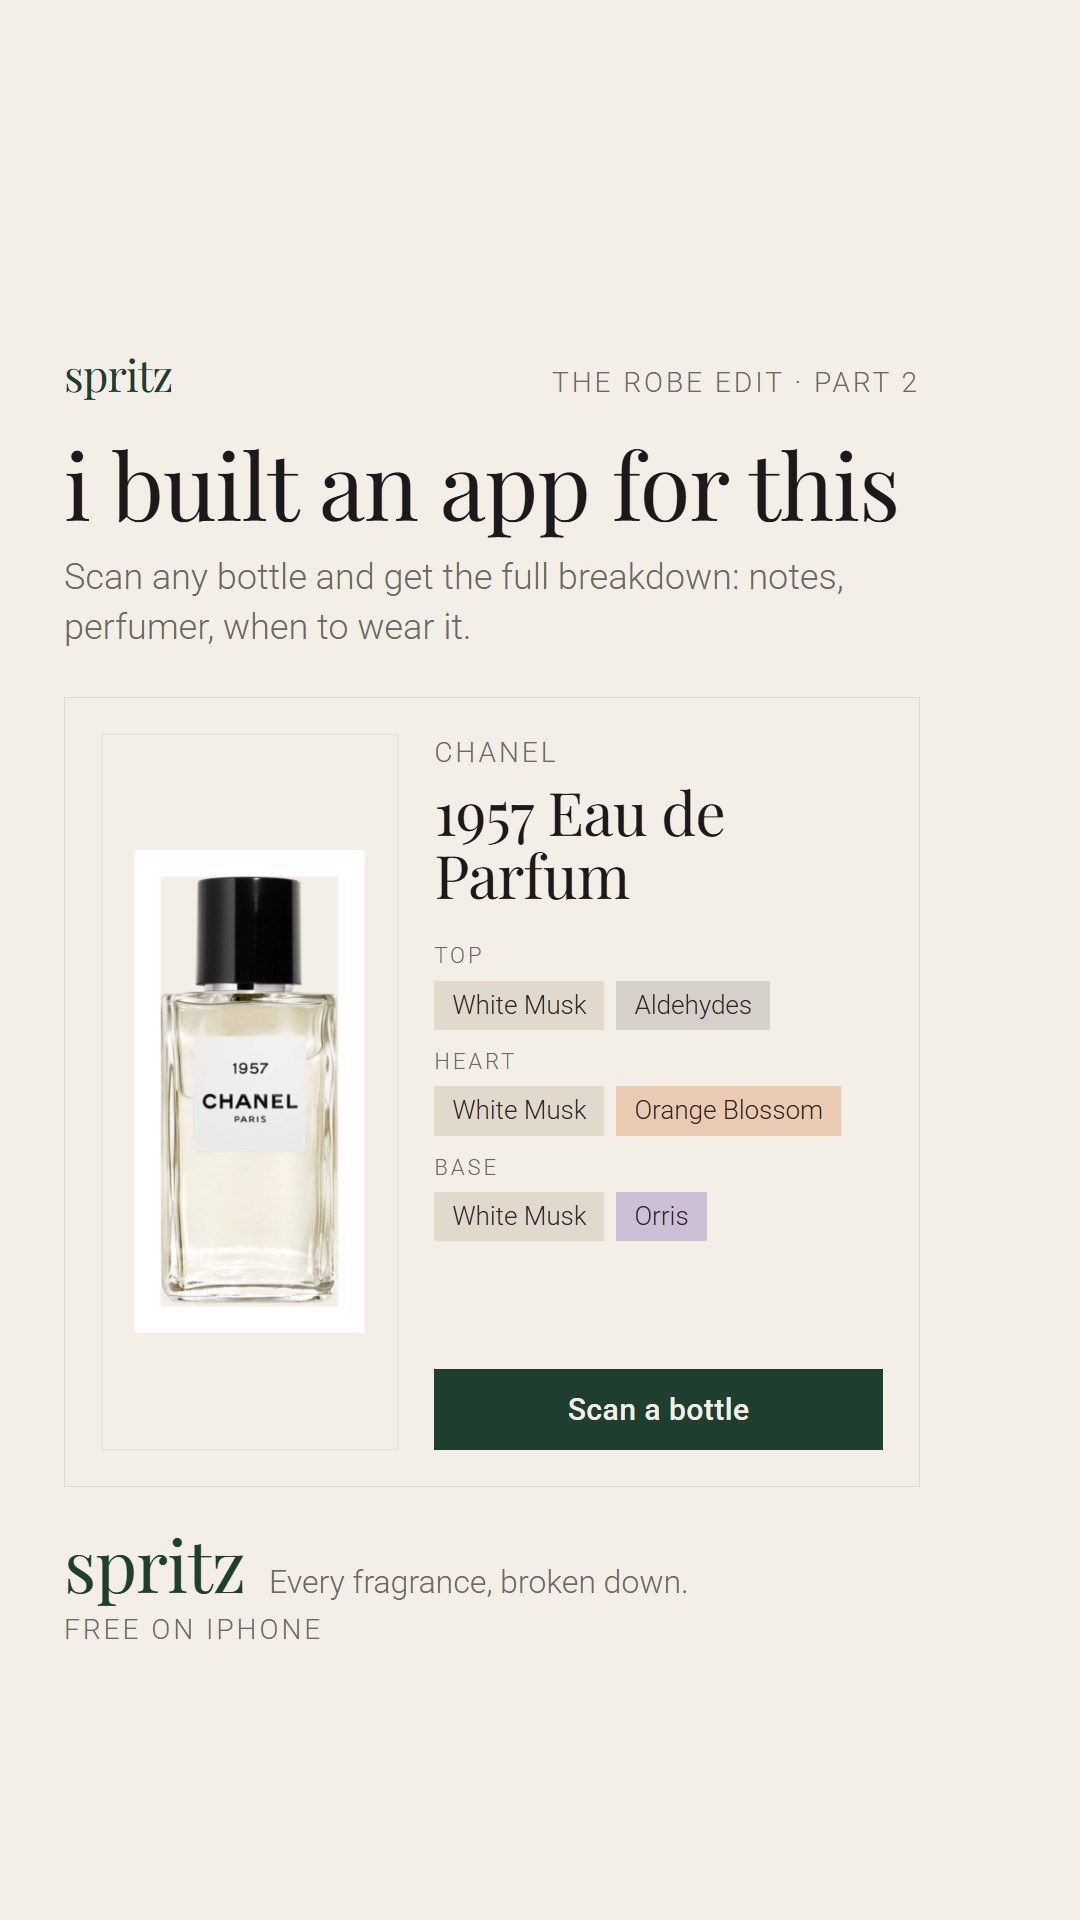 spritz
THE ROBE EDIT · PART 2
i built an app for this
Scan any bottle and get the full breakdown: notes,
perfumer, when to wear it.
1957
CHANEL
PARIS
CHANEL
1957 Eau de
Parfum
TOP
White Musk
Aldehydes
HEART
White Musk
Orange Blossom
BASE
White Musk
Orris
Scan a bottle
spritz
Every fragrance, broken down.
FREE ON IPHONE